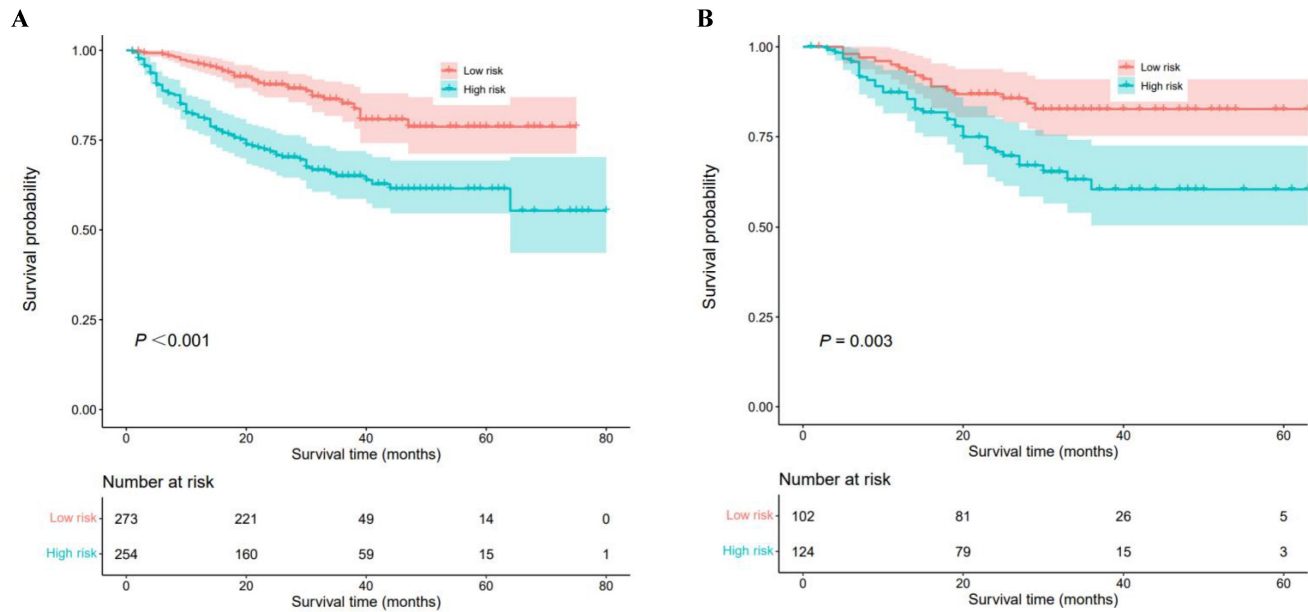 A
1.00
0.75
0.50
0.25
0.00
Survival probability
Low risk
High risk
P <0.001
0 20 40 60 80
Survival time (months)
Number at risk
Low risk 273 221 49 14 0
High risk 254 160 59 15 1
0 20 40 60 80
Survival time (months)
B
1.00
0.75
0.50
0.25
0.00
Survival probability
Low risk
High risk
P = 0.003
0 20 40 60
Survival time (months)
Number at risk
Low risk 102 81 26 5
High risk 124 79 15 3
0 20 40 60
Survival time (months)